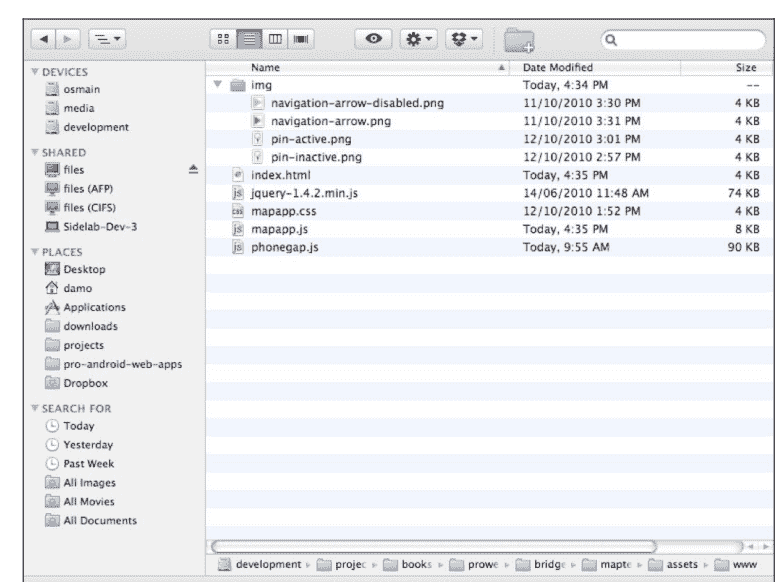 Name Date Modified Size
DEVICES
osmain
media
development
SHARED
files
files (AFP)
files (CIFS)
Sidelab-Dev-3
PLACES
Desktop
damo
Applications
downloads
projects
pro-android-web-apps
Dropbox
SEARCH FOR
Today
Yesterday
Past Week
All Images
All Movies
All Documents
img Today, 4:34 PM --
navigation-arrow-disabled.png 11/10/2010 3:30 PM 4 KB
navigation-arrow.png 11/10/2010 3:31 PM 4 KB
pin-active.png 12/10/2010 3:01 PM 4 KB
pin-inactive.png 12/10/2010 2:57 PM 4 KB
index.html Today, 4:35 PM 4 KB
jquery-1.4.2.min.js 14/06/2010 11:48 AM 74 KB
mapapp.css 12/10/2010 1:52 PM 4 KB
mapapp.js Today, 4:35 PM 8 KB
phonegap.js Today, 9:55 AM 90 KB
development projec books prowe bridge mapte assets www